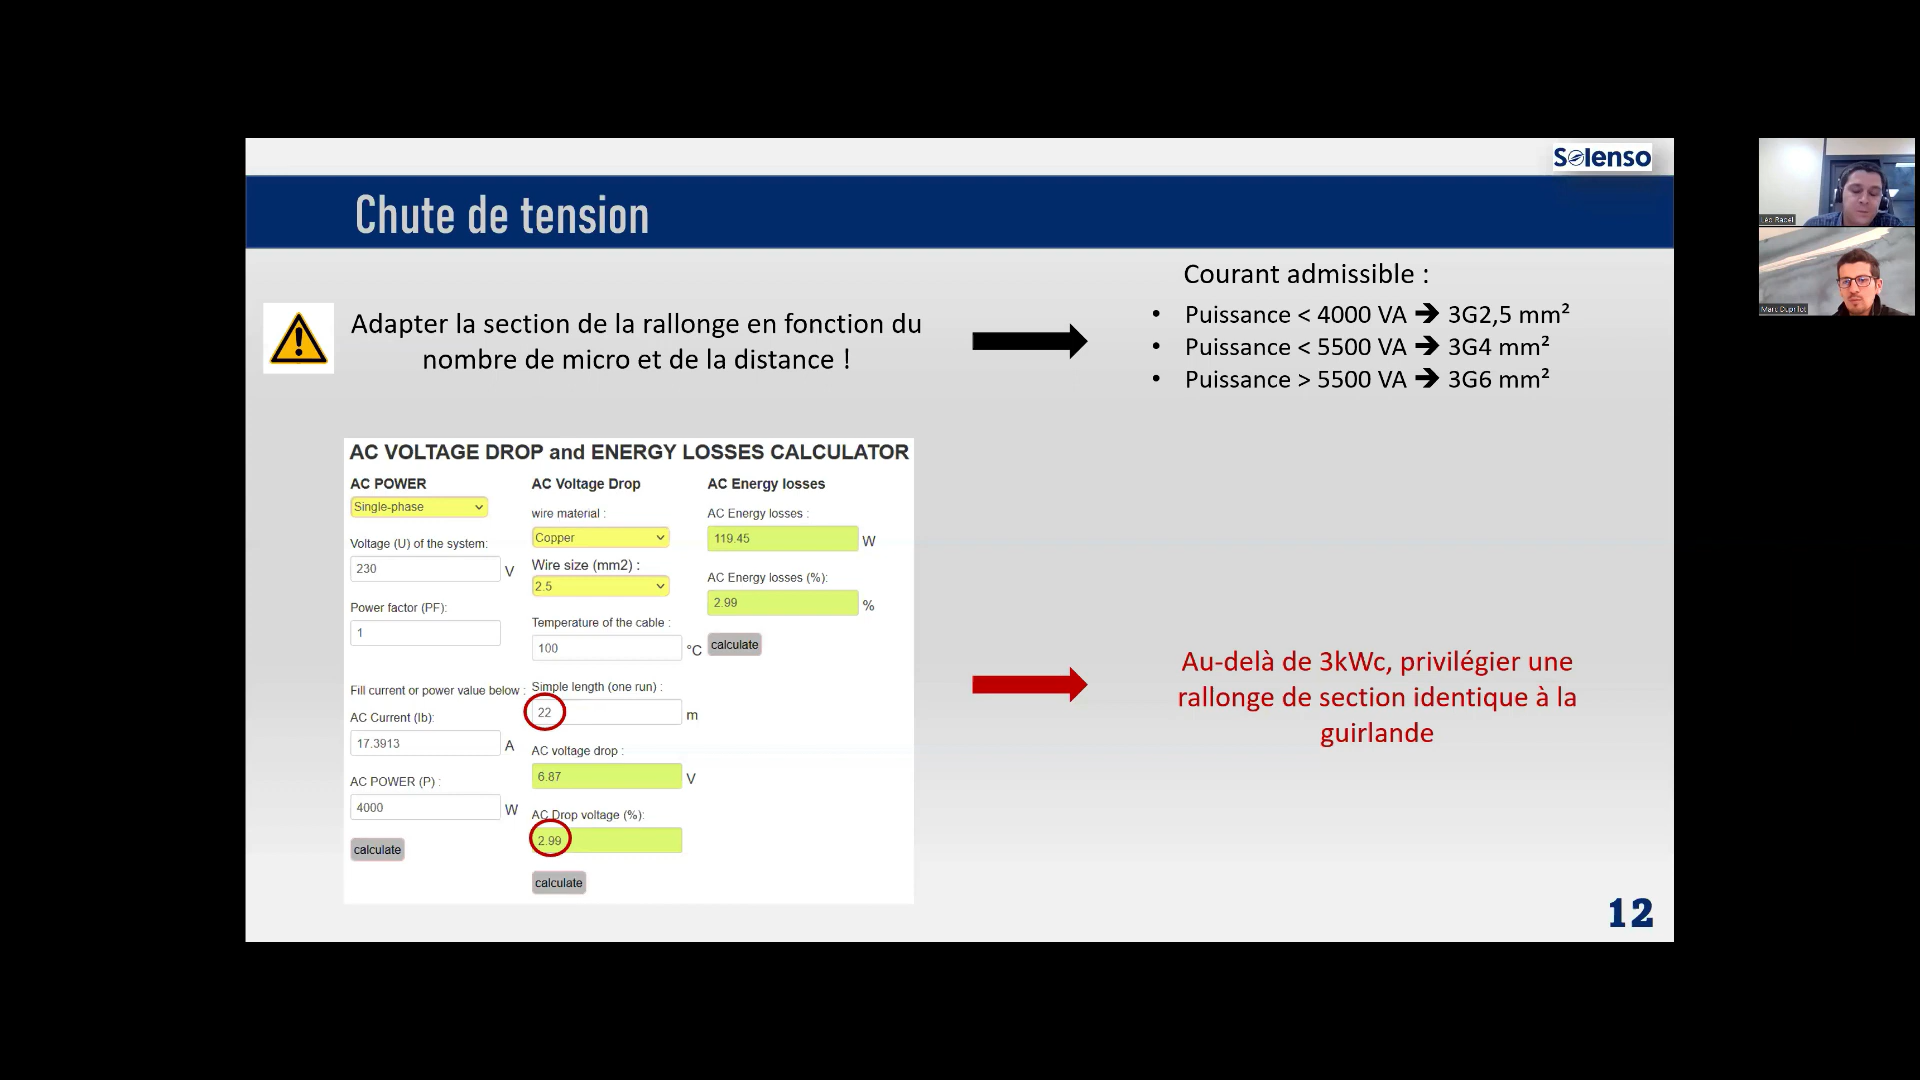 Solenso
Chute de tension
Adapter la section de la rallonge en fonction du
nombre de micro et de la distance !
Courant admissible :
• Puissance < 4000 VA ➔ 3G2,5 mm²
• Puissance < 5500 VA ➔ 3G4 mm²
• Puissance > 5500 VA ➔ 3G6 mm²
AC VOLTAGE DROP and ENERGY LOSSES CALCULATOR
AC POWER
Single-phase
Voltage (U) of the system:
230 V
Power factor (PF):
1
Fill current or power value below :
AC Current (Ib):
17.3913 A
AC POWER (P) :
4000 W
calculate
AC Voltage Drop
wire material :
Copper
Wire size (mm2) :
2.5
Temperature of the cable :
100 °C
Simple length (one run) :
22 m
AC voltage drop :
6.87 V
AC Drop voltage (%):
2.99
calculate
AC Energy losses
AC Energy losses :
119.45 W
AC Energy losses (%):
2.99 %
calculate
Au-delà de 3kWc, privilégier une
rallonge de section identique à la
guirlande
12
Marc